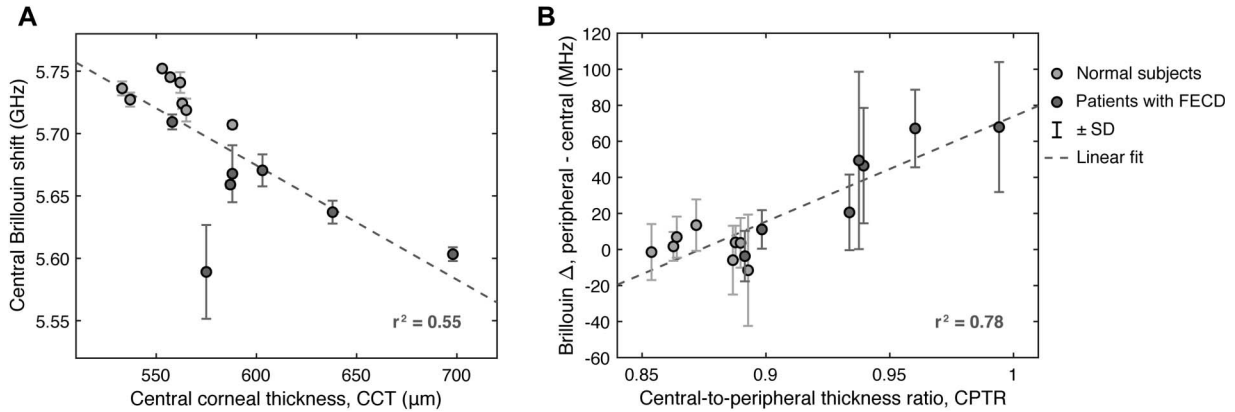 A
5.75
5.70
5.65
5.60
5.55
Central Brillouin shift (GHz)
550
600
650
700
Central corneal thickness, CCT (µm)
r² = 0.55
B
120
100
80
60
40
20
0
-20
-40
-60
Brillouin Δ, peripheral - central (MHz)
0.85
0.9
0.95
1
Central-to-peripheral thickness ratio, CPTR
r² = 0.78
Normal subjects
Patients with FECD
± SD
Linear fit